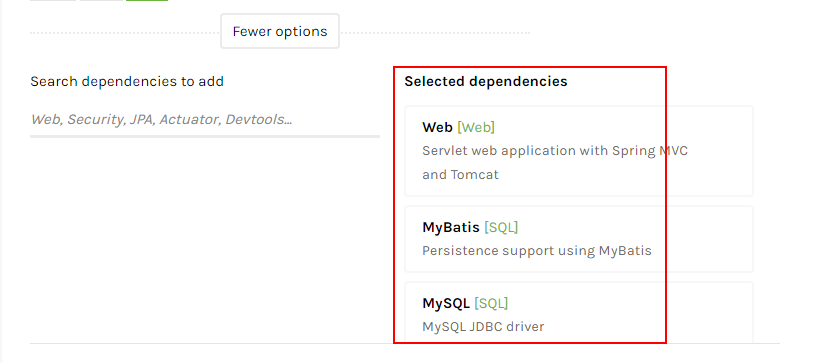 Fewer options
Search dependencies to add
Web, Security, JPA, Actuator, Devtools...
Selected dependencies
Web [Web]
Servlet web application with Spring MVC
and Tomcat
MyBatis [SQL]
Persistence support using MyBatis
MySQL [SQL]
MySQL JDBC driver